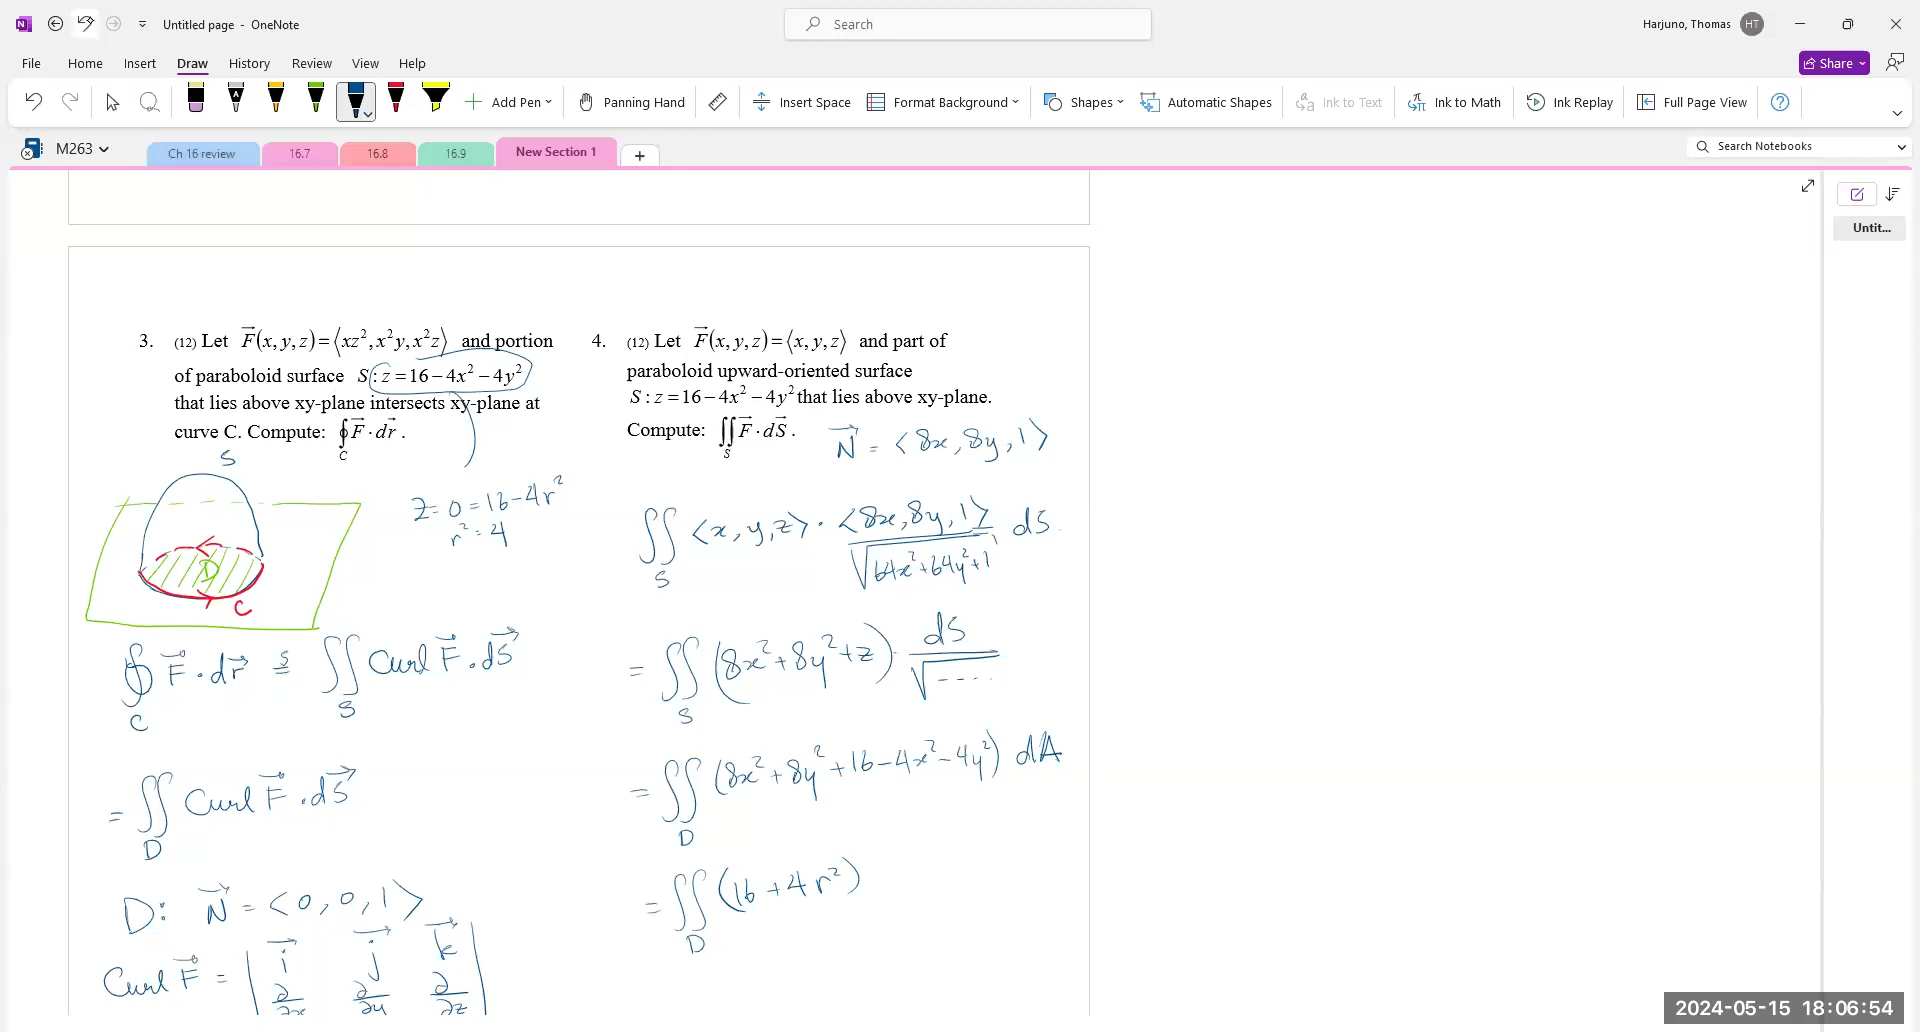 Untitled page - OneNote
Search
Harjuno, Thomas HT
File Home Insert Draw History Review View Help
Share
Add Pen Panning Hand Insert Space Format Background Shapes Automatic Shapes Ink to Text Ink to Math Ink Replay Full Page View
M263 Ch 16 review 16.7 16.8 16.9 New Section 1 +
Search Notebooks
Untit...
3. (12) Let F⃗(x,y,z)=⟨xz²,x²y,x²z⟩ and portion
of paraboloid surface S:z=16−4x²−4y²
that lies above xy-plane intersects xy-plane at
curve C. Compute: ∮_C F⃗·dr⃗.
S
z=0=16−4r²
r²=4
D
C
∮_C F⃗·dr⃗ =^S ∬_S Curl F⃗·dS⃗
= ∬_D Curl F⃗·dS⃗
D: N⃗ = <0,0,1>
Curl F⃗ = | i⃗ j⃗ k⃗ |
∂/∂x ∂/∂y ∂/∂z
4. (12) Let F⃗(x,y,z)=⟨x,y,z⟩ and part of
paraboloid upward-oriented surface
S:z=16−4x²−4y² that lies above xy-plane.
Compute: ∬_S F⃗·dS⃗.
N⃗ = <8x,8y,1>
∬_S <x,y,z>·<8x,8y,1>/√(64x²+64y²+1) dS
= ∬_S (8x²+8y²+z)·dS/√----
= ∬_D (8x²+8y²+16−4x²−4y²) dA
= ∬_D (16+4r²)
2024-05-15 18:06:54